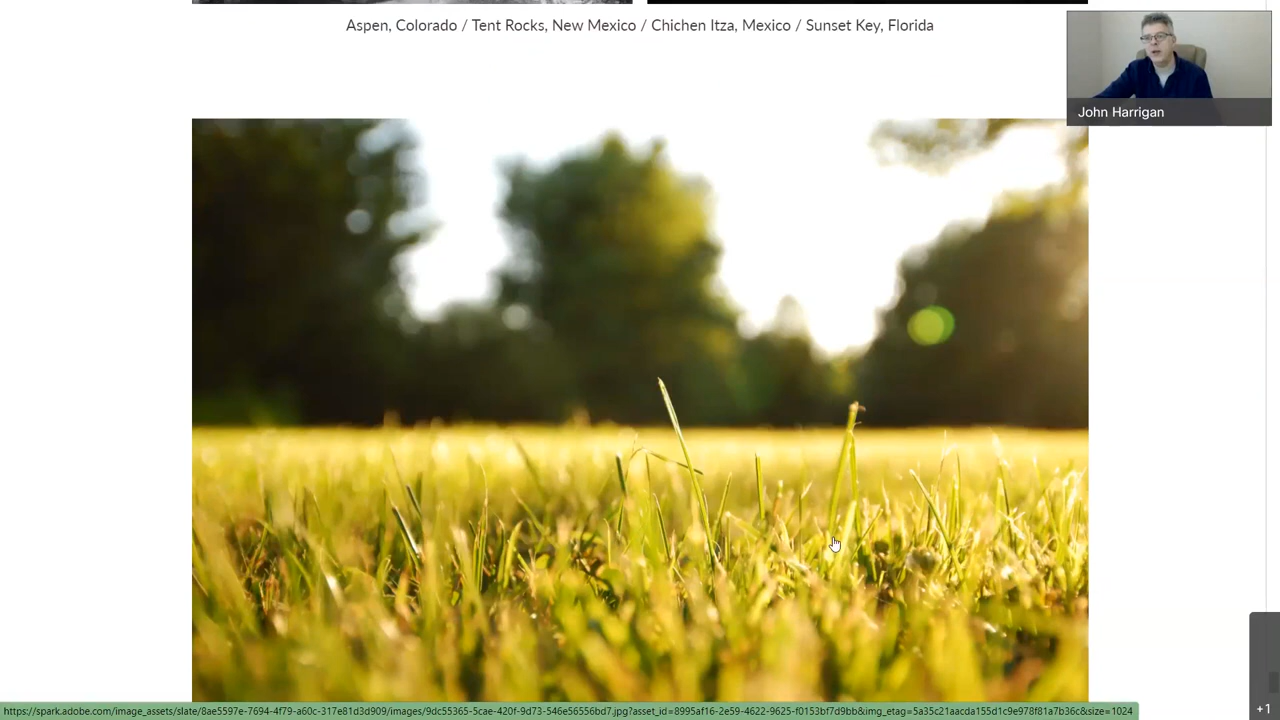 Aspen, Colorado / Tent Rocks, New Mexico / Chichen Itza, Mexico / Sunset Key, Florida
John Harrigan
https://spark.adobe.com/image_assets/slate/8ae5597e-7694-4f79-a60c-317e81d3d909/images/9dc55365-5cae-420f-9d73-546e56556bd7.jpg?asset_id=8995af16-2e59-4622-9625-f0153bf7d9bb&img_etag=5a35c21aacda155d1c9e978f81a7b36c&size=1024
+1